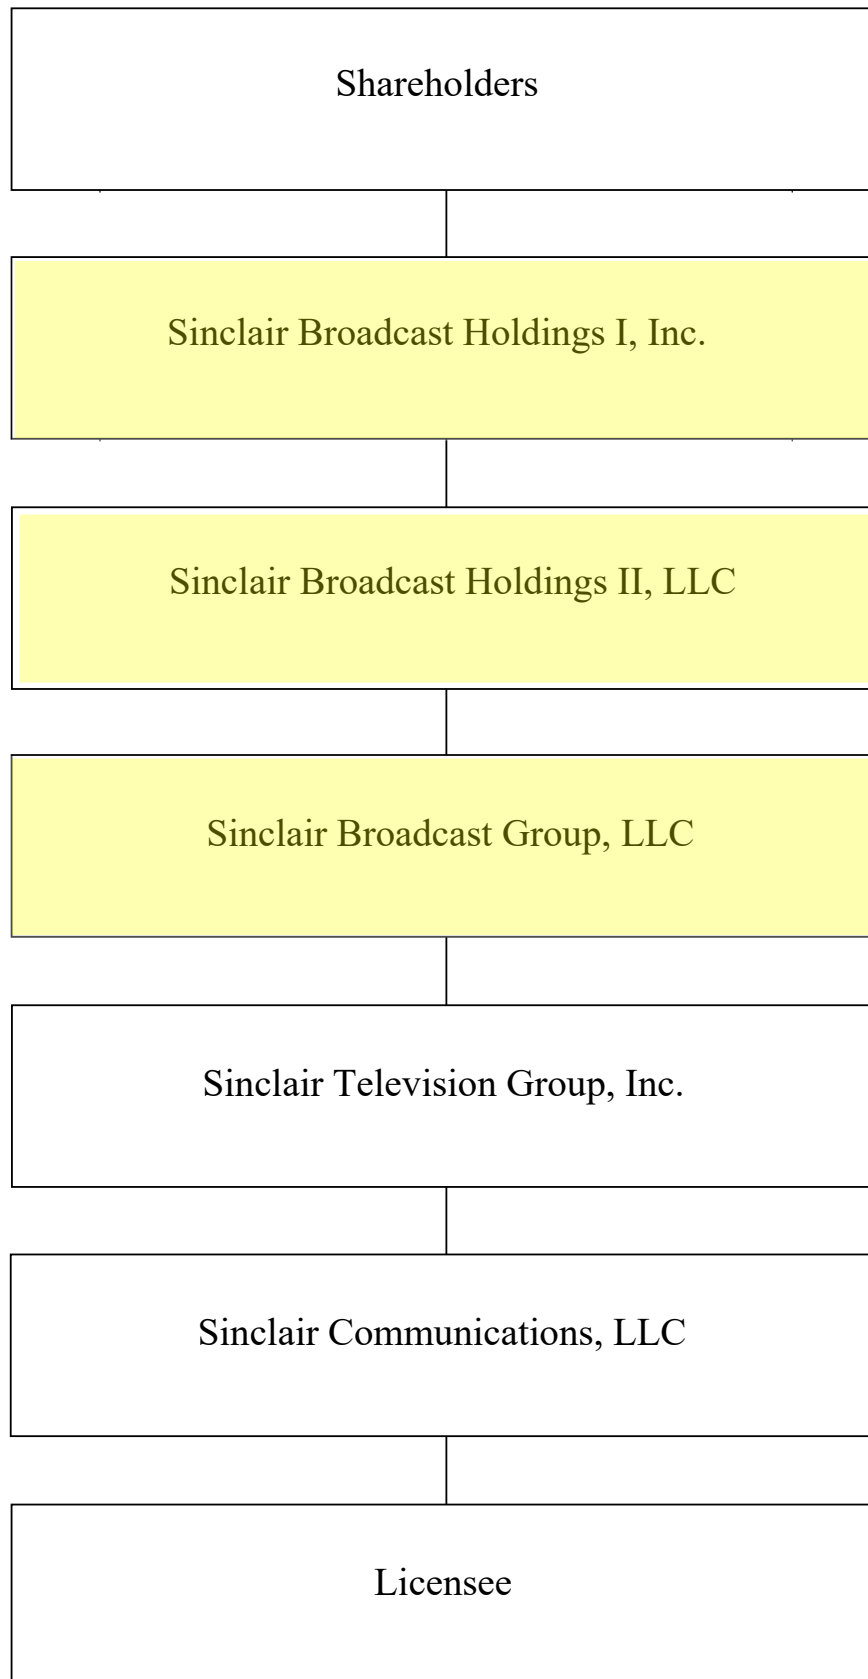 Shareholders
Sinclair Broadcast Holdings I, Inc.
Sinclair Broadcast Holdings II, LLC
Sinclair Broadcast Group, LLC
Sinclair Television Group, Inc.
Sinclair Communications, LLC
Licensee